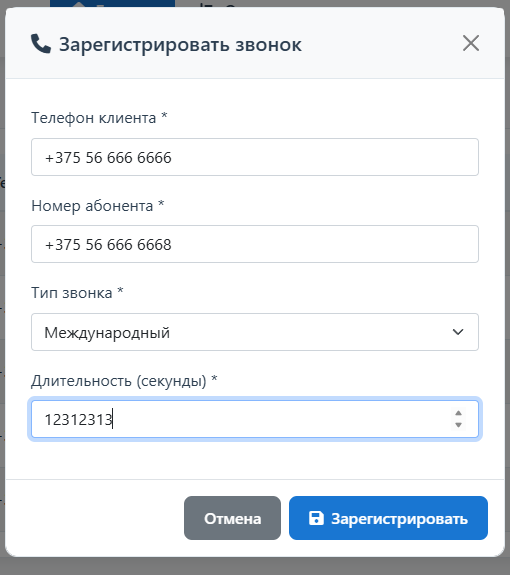 Зарегистрировать звонок
Телефон клиента *
+375 56 666 6666
Номер абонента *
+375 56 666 6668
Тип звонка *
Международный
Длительность (секунды) *
12312313
Отмена
Зарегистрировать